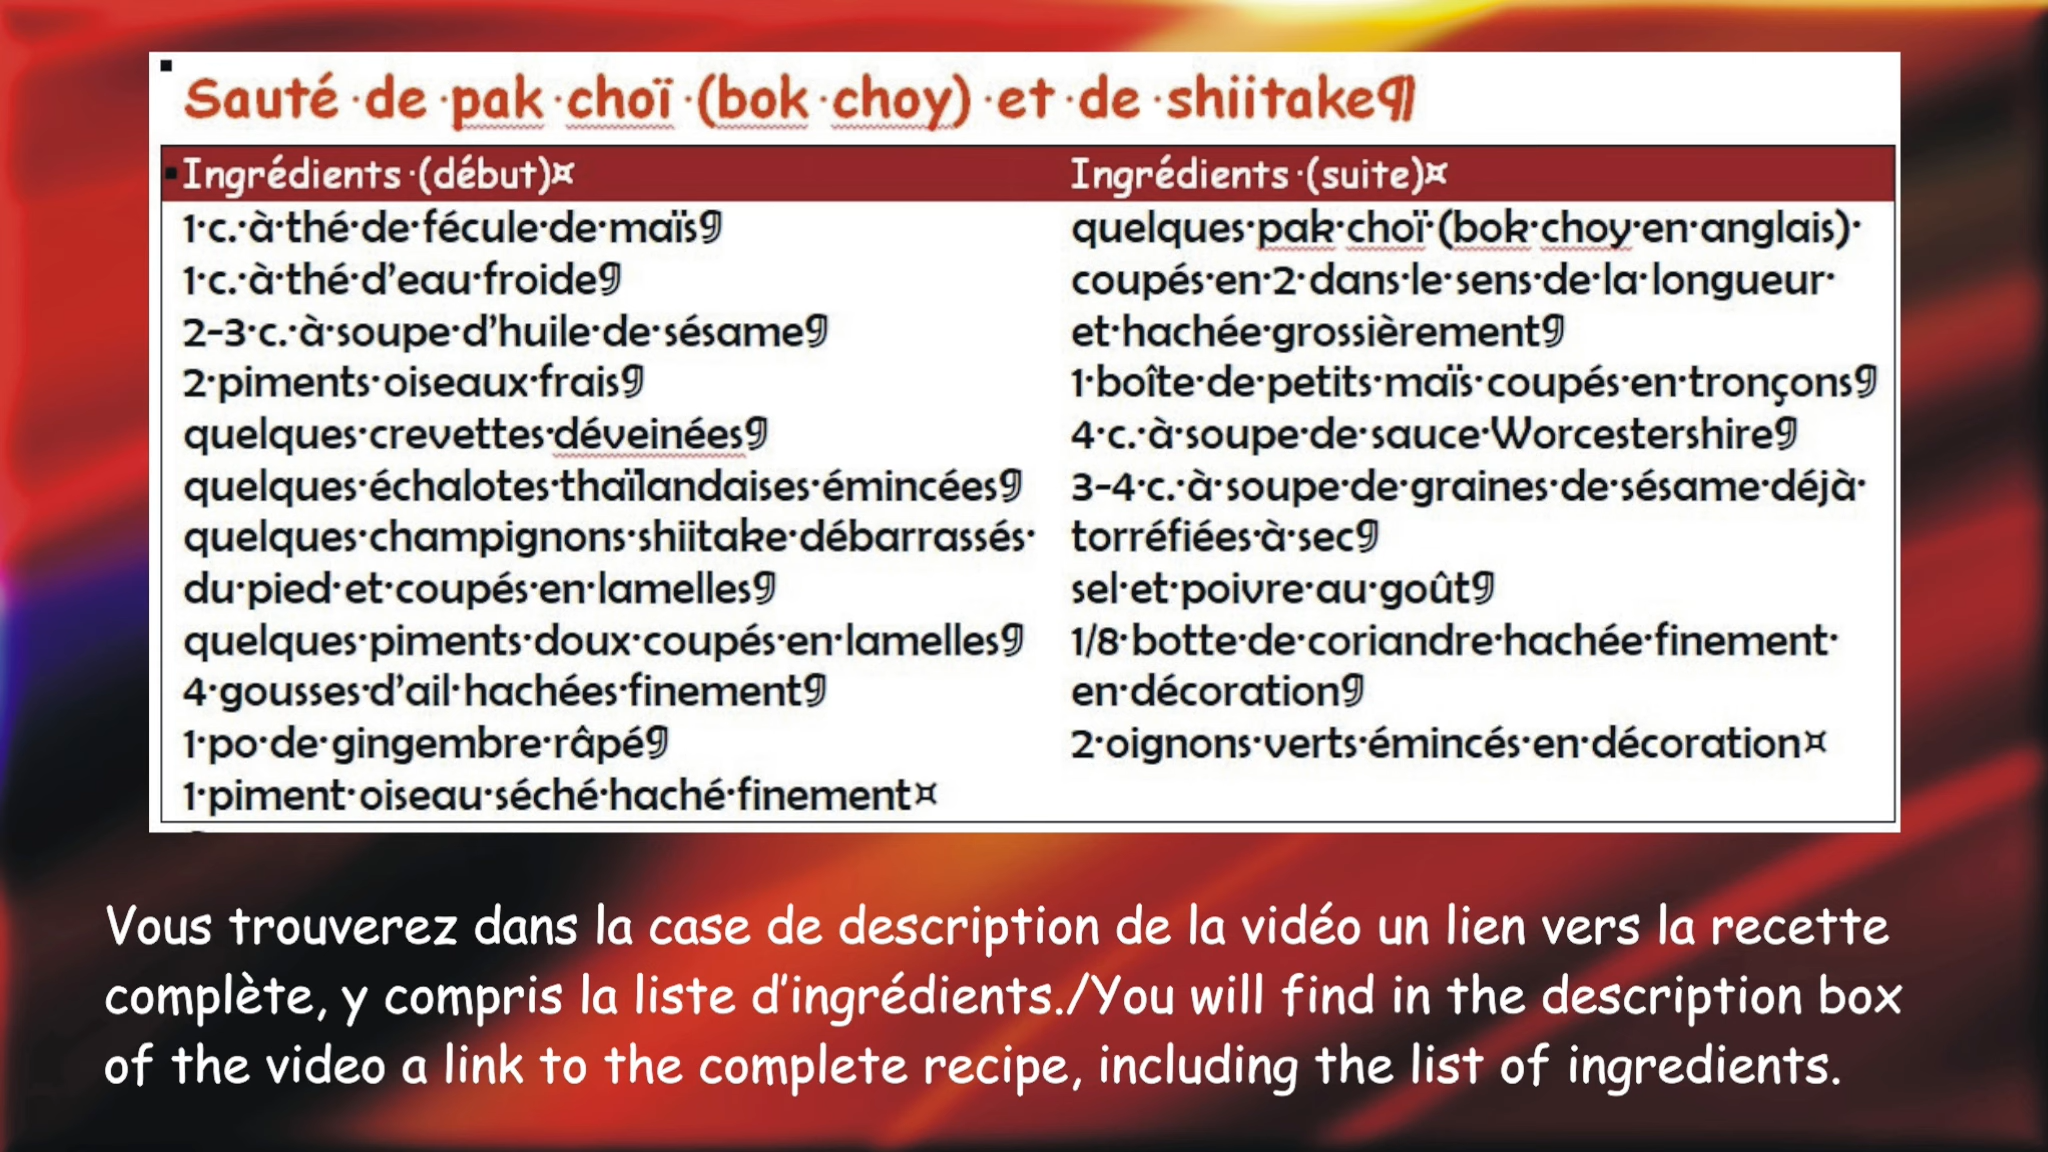 Sauté de pak choï (bok choy) et de shiitake¶
Ingrédients (début)¤
1 c. à thé de fécule de maïs¶
1 c. à thé d’eau froide¶
2-3 c. à soupe d’huile de sésame¶
2 piments oiseaux frais¶
quelques crevettes déveinées¶
quelques échalotes thaïlandaises émincées¶
quelques champignons shiitake débarrassés
du pied et coupés en lamelles¶
quelques piments doux coupés en lamelles¶
4 gousses d’ail hachées finement¶
1 po de gingembre râpé¶
1 piment oiseau séché haché finement¤
Ingrédients (suite)¤
quelques pak choï (bok choy en anglais)
coupés en 2 dans le sens de la longueur
et hachée grossièrement¶
1 boîte de petits maïs coupés en tronçons¶
4 c. à soupe de sauce Worcestershire¶
3-4 c. à soupe de graines de sésame déjà
torréfiées à sec¶
sel et poivre au goût¶
1/8 botte de coriandre hachée finement
en décoration¶
2 oignons verts émincés en décoration¤
Vous trouverez dans la case de description de la vidéo un lien vers la recette
complète, y compris la liste d’ingrédients./You will find in the description box
of the video a link to the complete recipe, including the list of ingredients.